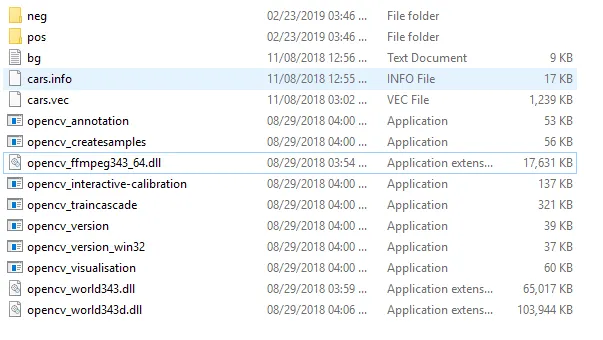 neg 02/23/2019 03:46 ... File folder
pos 02/23/2019 03:46 ... File folder
bg 11/08/2018 12:56 ... Text Document 9 KB
cars.info 11/08/2018 12:55 ... INFO File 17 KB
cars.vec 11/08/2018 03:02 ... VEC File 1,239 KB
opencv_annotation 08/29/2018 04:00 ... Application 53 KB
opencv_createsamples 08/29/2018 04:00 ... Application 56 KB
opencv_ffmpeg343_64.dll 08/29/2018 03:54 ... Application extens... 17,631 KB
opencv_interactive-calibration 08/29/2018 04:00 ... Application 137 KB
opencv_traincascade 08/29/2018 04:00 ... Application 321 KB
opencv_version 08/29/2018 04:00 ... Application 39 KB
opencv_version_win32 08/29/2018 04:00 ... Application 37 KB
opencv_visualisation 08/29/2018 04:00 ... Application 60 KB
opencv_world343.dll 08/29/2018 03:59 ... Application extens... 65,017 KB
opencv_world343d.dll 08/29/2018 04:06 ... Application extens... 103,944 KB